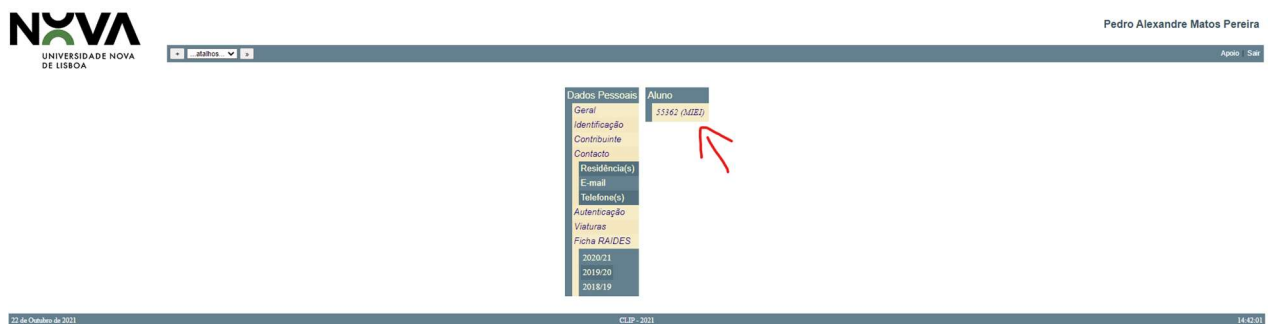 NOVA
UNIVERSIDADE NOVA
DE LISBOA
Pedro Alexandre Matos Pereira
+ ...atalhos... »
Apoio | Sair
Dados Pessoais
Geral
Identificação
Contribuinte
Contacto
Residência(s)
E-mail
Telefone(s)
Autenticação
Viaturas
Ficha RAIDES
2020/21
2019/20
2018/19
Aluno
55362 (MIEI)
22 de Outubro de 2021
CLIP - 2021
14:42:01